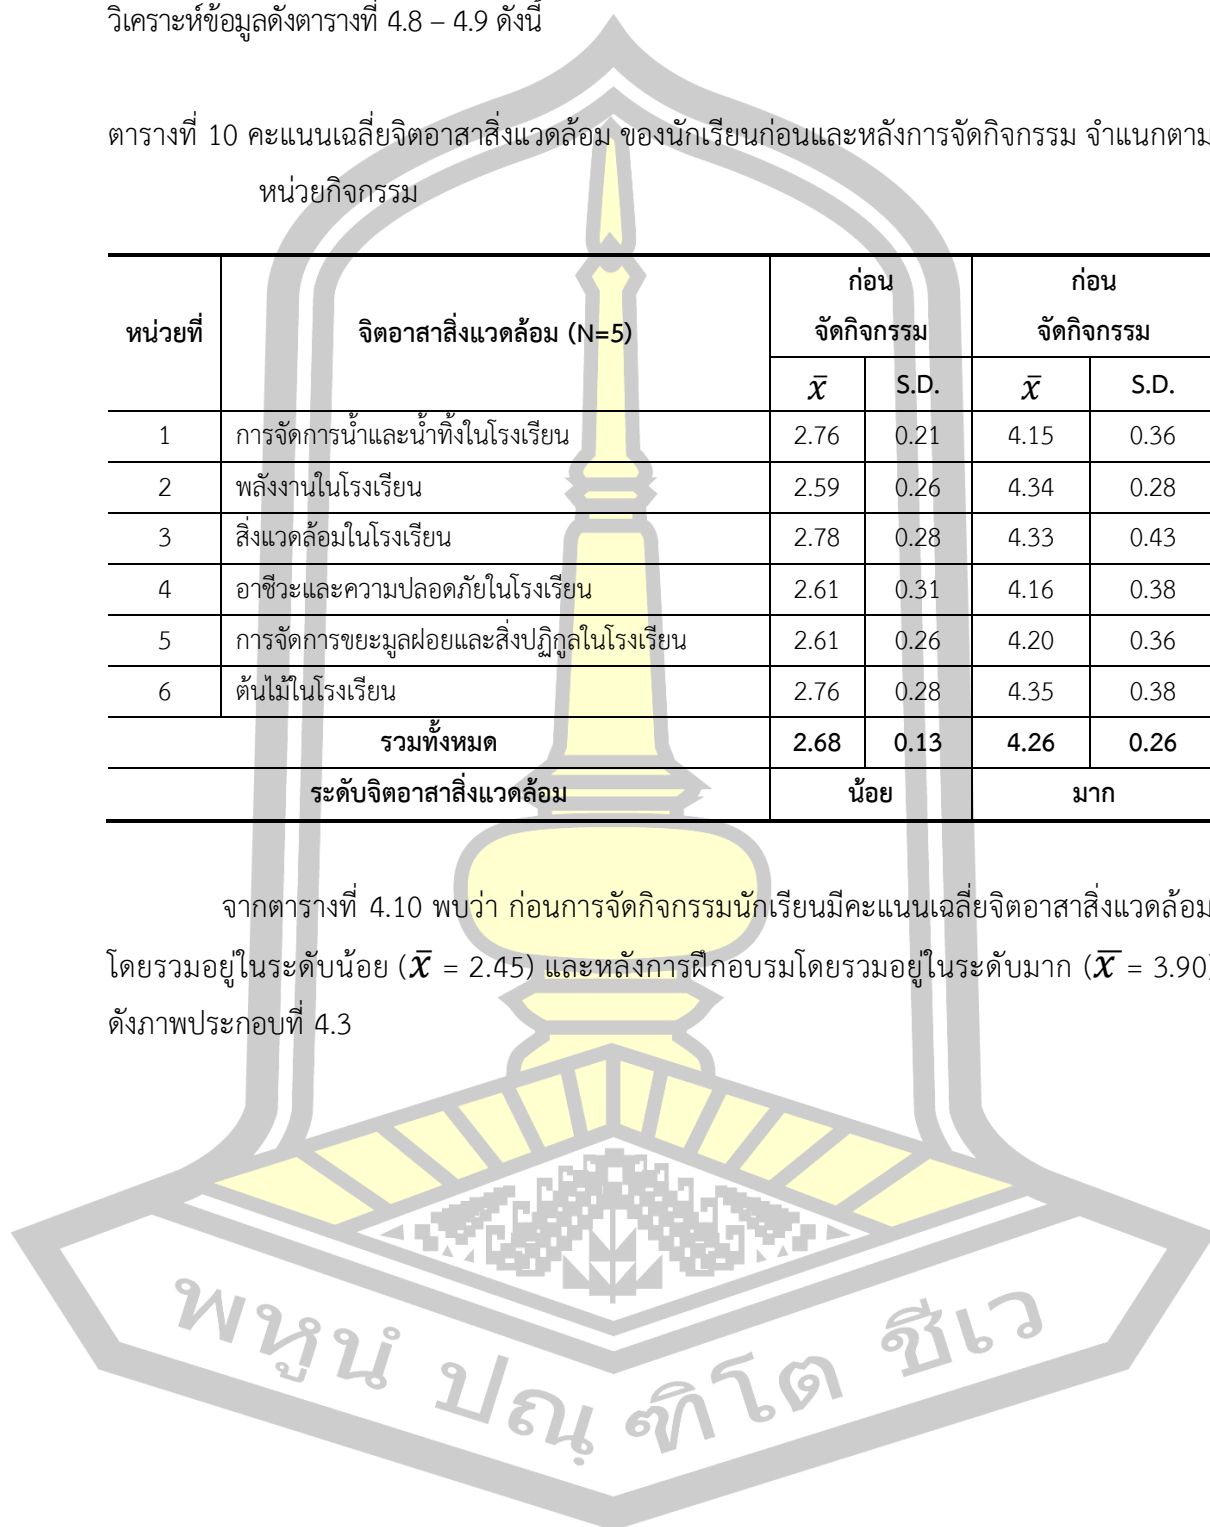 วิเคราะห์ข้อมูลดังตารางที่ 4.8 – 4.9 ดังนี้
ตารางที่ 10 คะแนนเฉลี่ยจิตอาสาสิ่งแวดล้อม ของนักเรียนก่อนและหลังการจัดกิจกรรม จำแนกตาม
หน่วยกิจกรรม
หน่วยที่ จิตอาสาสิ่งแวดล้อม (N=5) ก่อน จัดกิจกรรม ก่อน จัดกิจกรรม
x̄ S.D. x̄ S.D.
1 การจัดการน้ำและน้ำทิ้งในโรงเรียน 2.76 0.21 4.15 0.36
2 พลังงานในโรงเรียน 2.59 0.26 4.34 0.28
3 สิ่งแวดล้อมในโรงเรียน 2.78 0.28 4.33 0.43
4 อาชีวะและความปลอดภัยในโรงเรียน 2.61 0.31 4.16 0.38
5 การจัดการขยะมูลฝอยและสิ่งปฏิกูลในโรงเรียน 2.61 0.26 4.20 0.36
6 ต้นไม้ในโรงเรียน 2.76 0.28 4.35 0.38
รวมทั้งหมด 2.68 0.13 4.26 0.26
ระดับจิตอาสาสิ่งแวดล้อม น้อย มาก
จากตารางที่ 4.10 พบว่า ก่อนการจัดกิจกรรมนักเรียนมีคะแนนเฉลี่ยจิตอาสาสิ่งแวดล้อม
โดยรวมอยู่ในระดับน้อย (x̄ = 2.45) และหลังการฝึกอบรมโดยรวมอยู่ในระดับมาก (x̄ = 3.90)
ดังภาพประกอบที่ 4.3
พหูนํ ปณฺฑิโต ชีเว